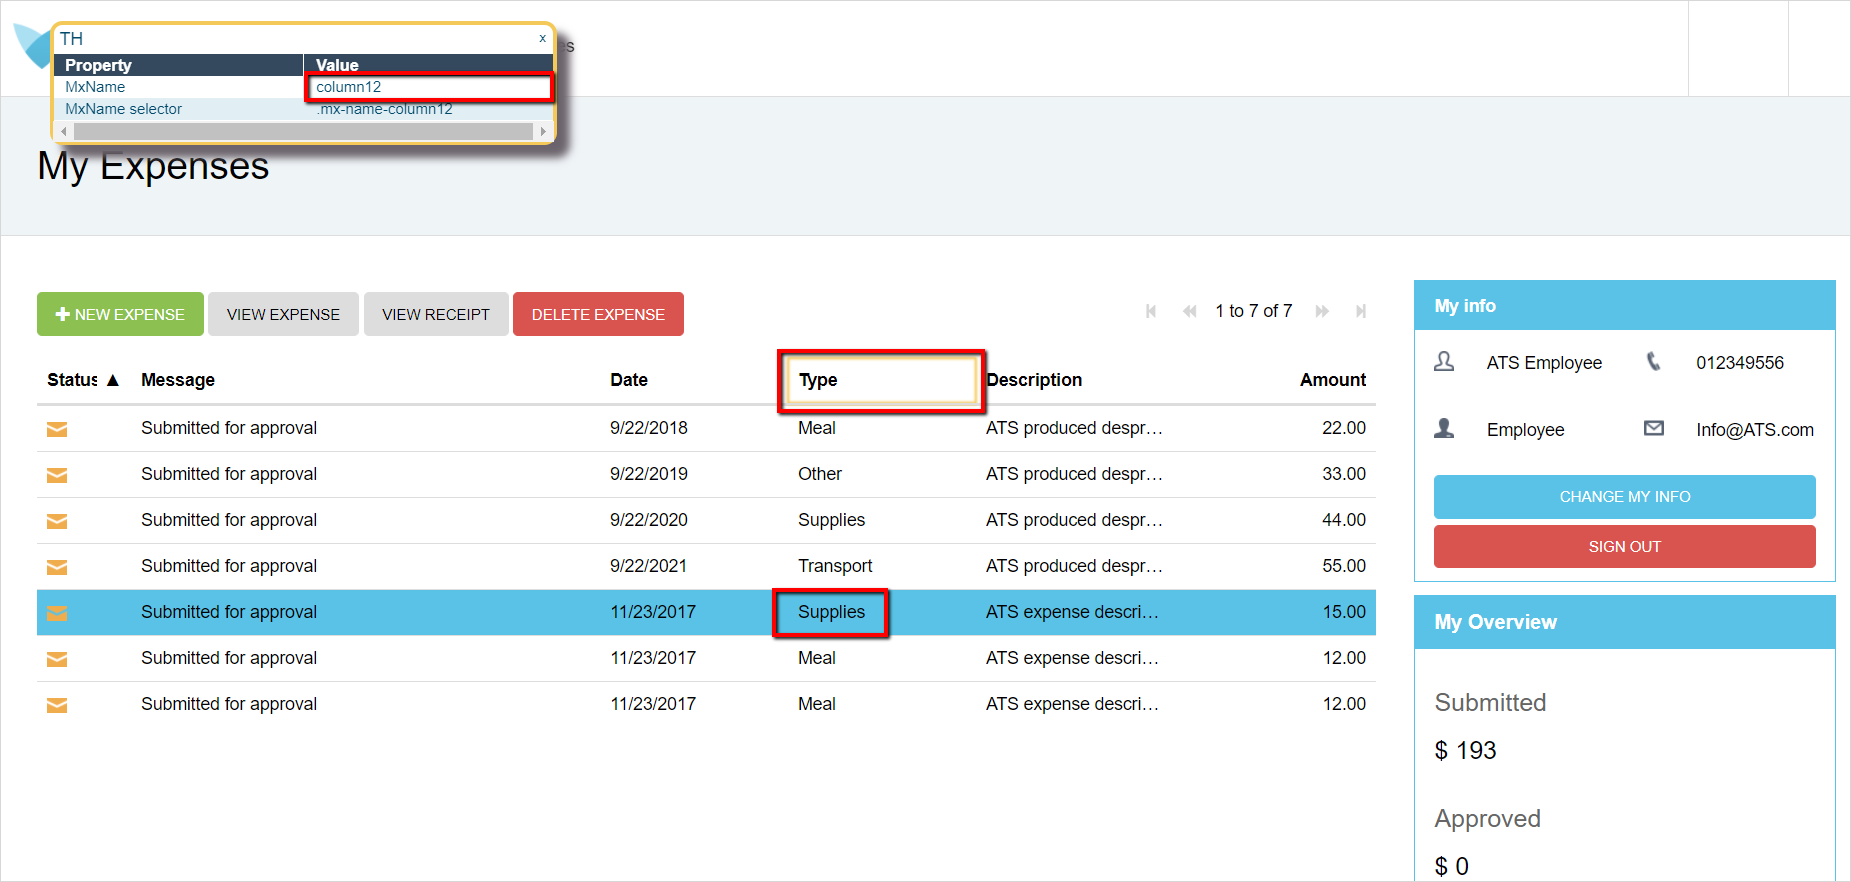 TH x
Property Value
MxName column12
MxName selector .mx-name-column12
My Expenses
NEW EXPENSE VIEW EXPENSE VIEW RECEIPT DELETE EXPENSE 1 to 7 of 7
Status ▲ Message Date Type Description Amount
Submitted for approval 9/22/2018 Meal ATS produced despr… 22.00
Submitted for approval 9/22/2019 Other ATS produced despr… 33.00
Submitted for approval 9/22/2020 Supplies ATS produced despr… 44.00
Submitted for approval 9/22/2021 Transport ATS produced despr… 55.00
Submitted for approval 11/23/2017 Supplies ATS expense descri… 15.00
Submitted for approval 11/23/2017 Meal ATS expense descri… 12.00
Submitted for approval 11/23/2017 Meal ATS expense descri… 12.00
My info
ATS Employee 012349556
Employee Info@ATS.com
CHANGE MY INFO
SIGN OUT
My Overview
Submitted
$ 193
Approved
$ 0